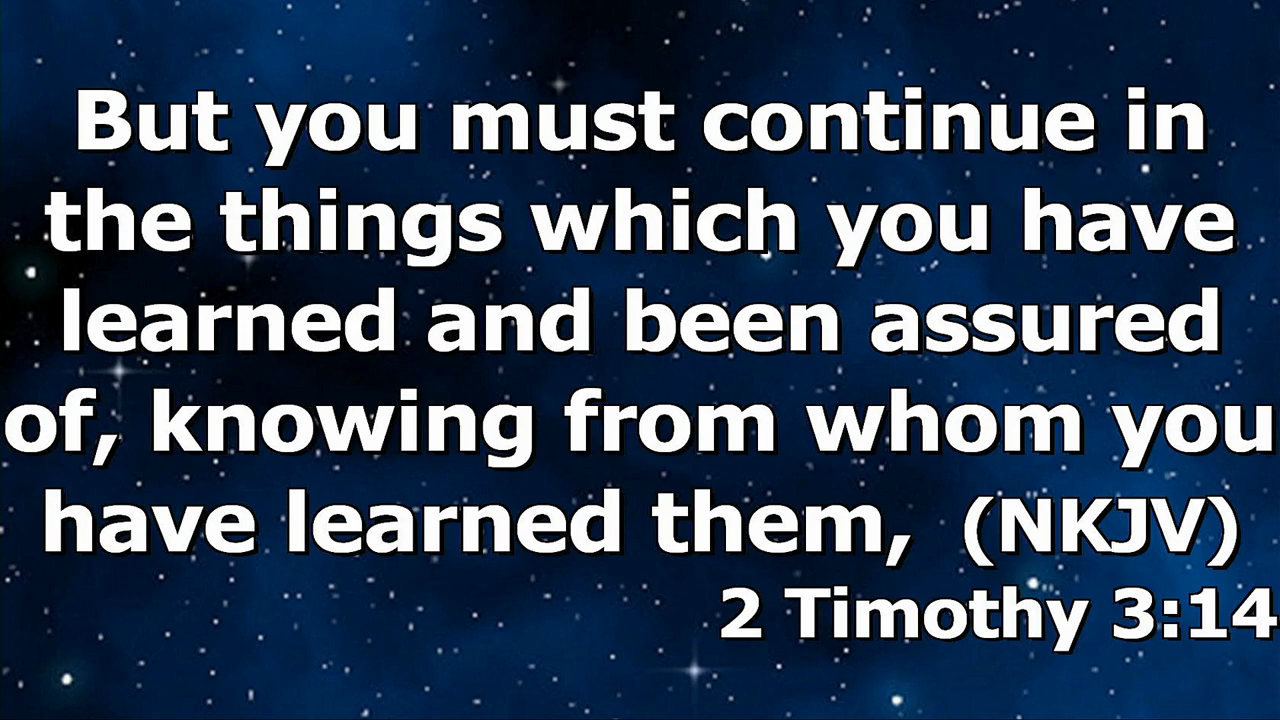 But you must continue in
the things which you have
learned and been assured
of, knowing from whom you
have learned them,  (NKJV)
2 Timothy 3:14